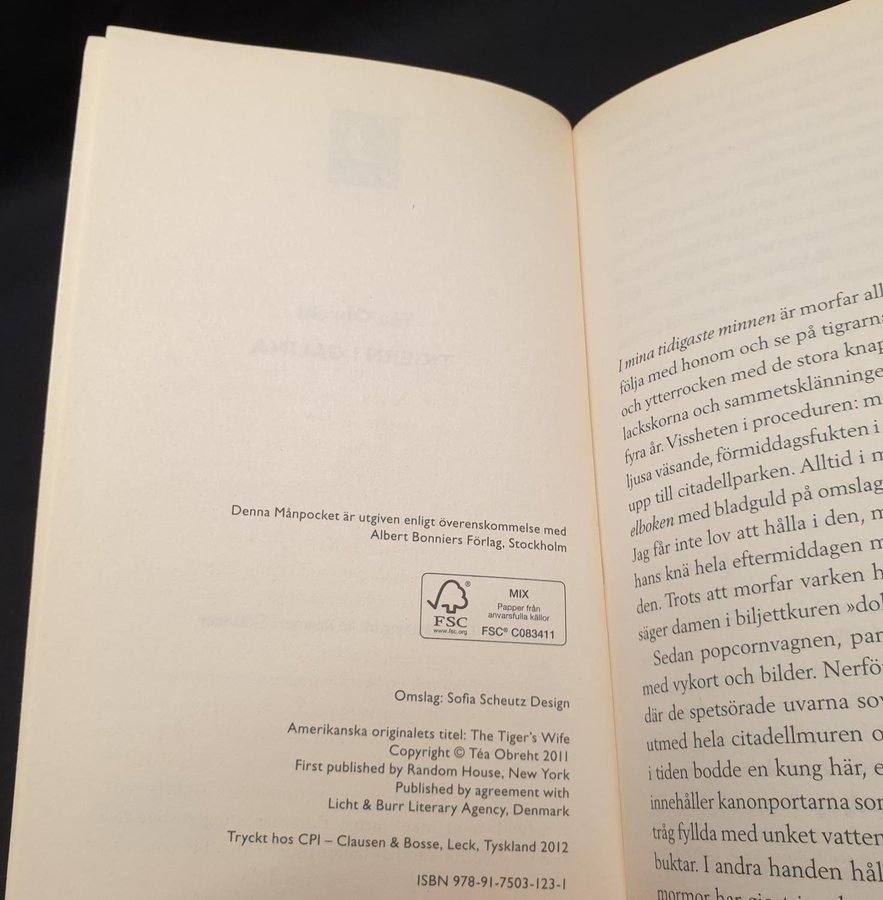 Denna Månpocket är utgiven enligt överenskommelse med
Albert Bonniers Förlag, Stockholm
FSC®
www.fsc.org
MIX
Papper från
ansvarsfulla källor
FSC® C083411
Omslag: Sofia Scheutz Design
Amerikanska originalets titel: The Tiger's Wife
Copyright © Téa Obreht 2011
First published by Random House, New York
Published by agreement with
Licht & Burr Literary Agency, Denmark
Tryckt hos CPI – Clausen & Bosse, Leck, Tyskland 2012
ISBN 978-91-7503-123-1
I mina tidigaste minnen är morfar all
följa med honom och se på tigrarna
och ytterrocken med de stora knap
lackskorna och sammetsklänninge
fyra år. Vissheten i proceduren: m
ljusa väsande, förmiddagsfukten i
upp till citadellparken. Alltid i m
elboken med bladguld på omslag
Jag får inte lov att hålla i den, m
hans knä hela eftermiddagen m
den. Trots att morfar varken h
säger damen i biljettkuren »dok
Sedan popcornvagnen, par
med vykort och bilder. Nerfö
där de spetsörade uvarna sov
utmed hela citadellmuren o
i tiden bodde en kung här, e
innehåller kanonportarna som
tråg fyllda med unket vatten
buktar. I andra handen hål
mormor har